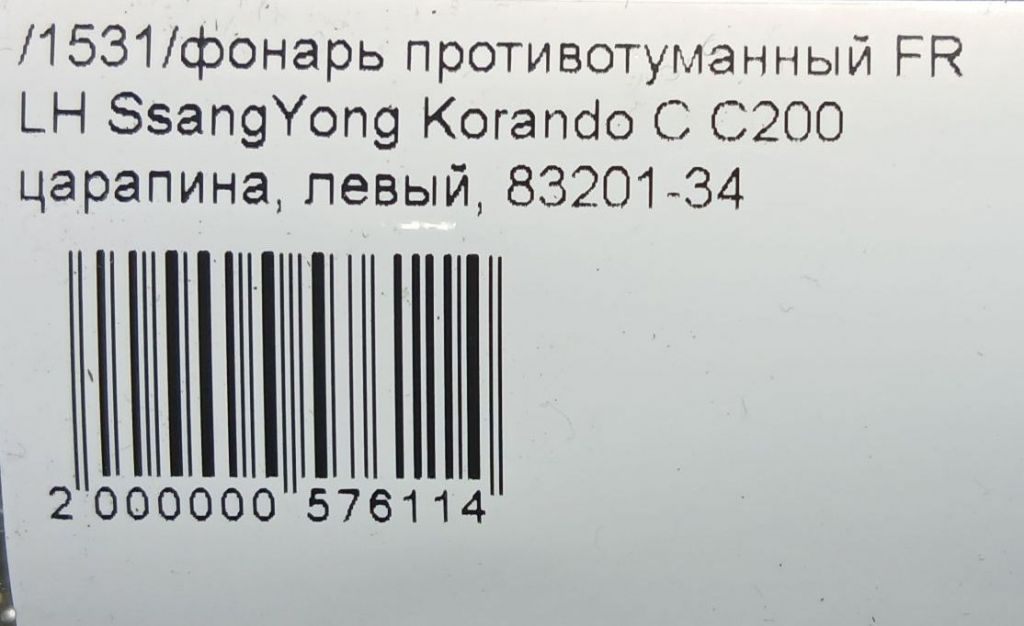 /1531/фонарь противотуманный FR
LH SsangYong Korando C C200
царапина, левый, 83201-34
2 000000 576114